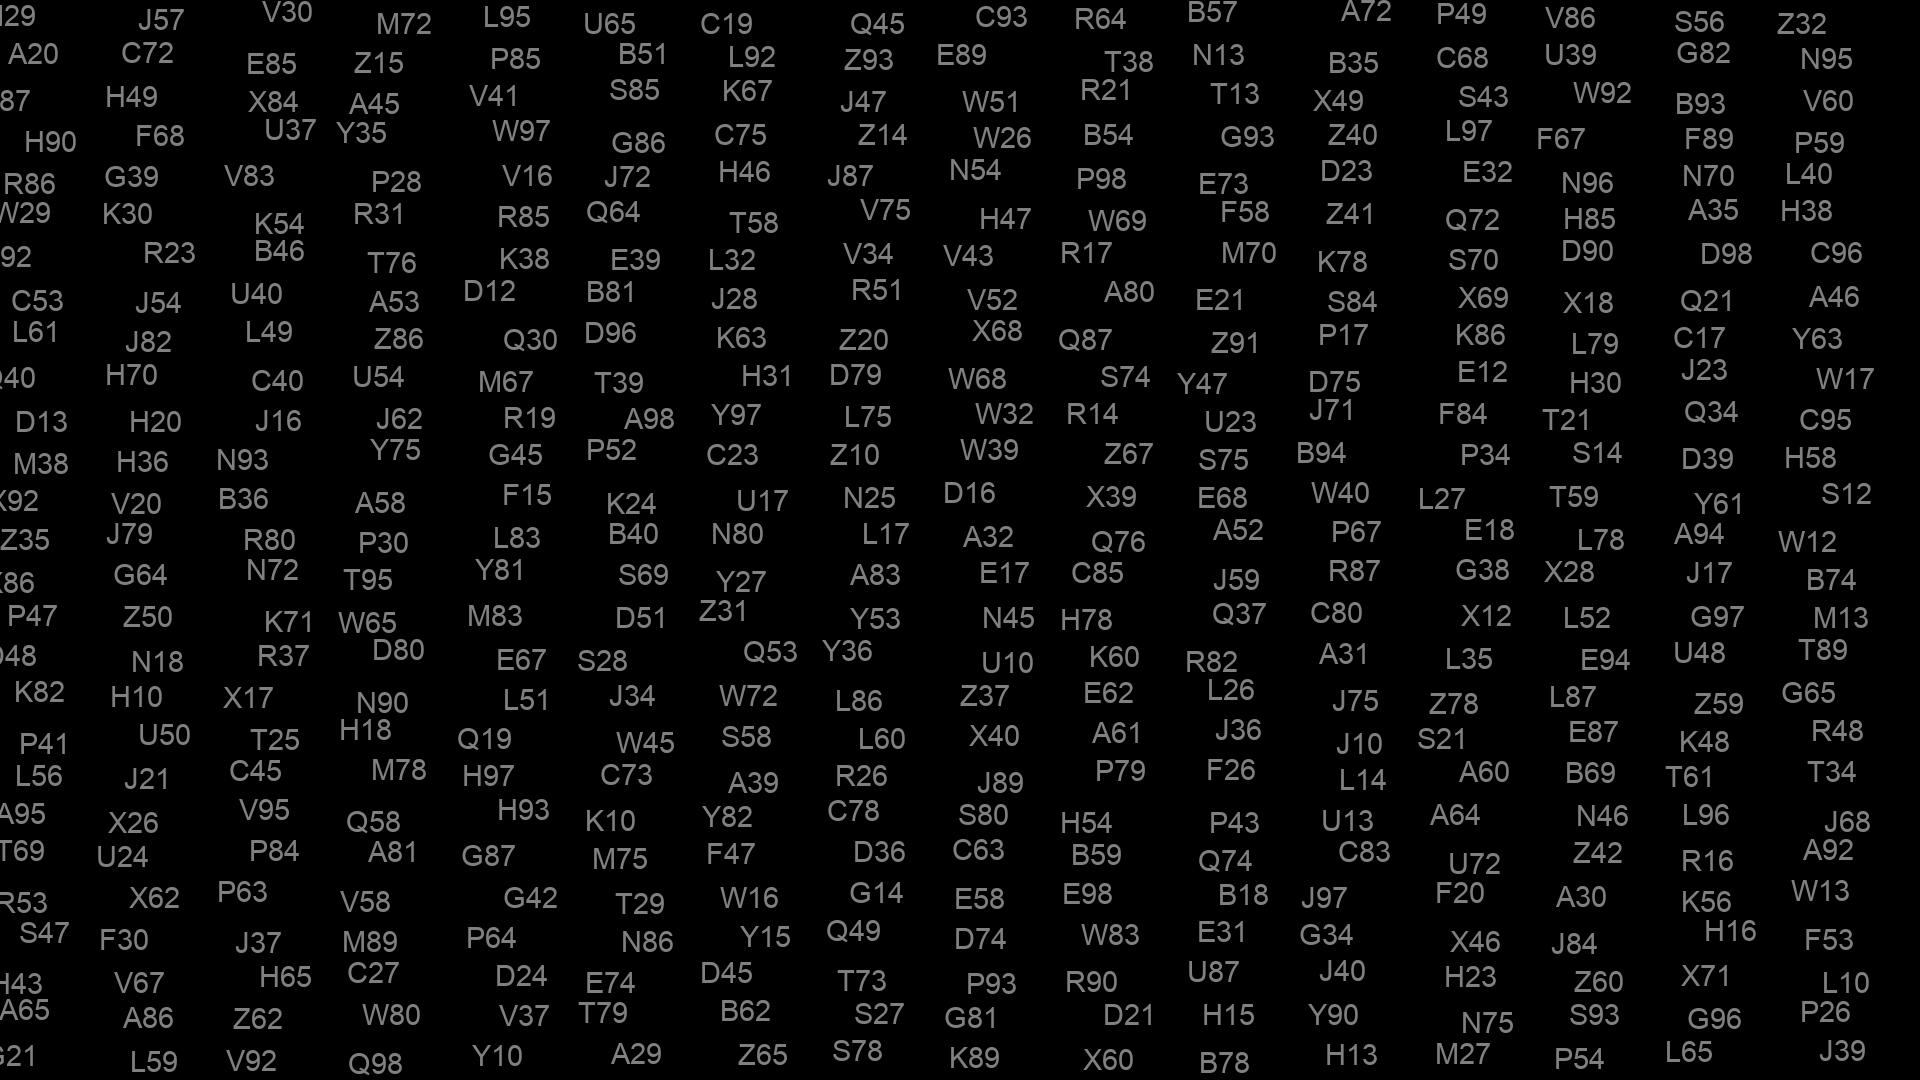 J57 V30 M72 L95 U65 C19 Q45 C93 R64 B57 A72 P49 V86 S56 Z32
A20 C72 E85 Z15 P85 B51 L92 Z93 E89 T38 N13 B35 C68 U39 G82 N95
87 H49 X84 A45 V41 S85 K67 J47 W51 R21 T13 X49 S43 W92 B93 V60
H90 F68 U37 Y35 W97 G86 C75 Z14 W26 B54 G93 Z40 L97 F67 F89 P59
R86 G39 V83 P28 V16 J72 H46 J87 N54 P98 E73 D23 E32 N96 N70 L40
W29 K30 K54 R31 R85 Q64 T58 V75 H47 W69 F58 Z41 Q72 H85 A35 H38
92 R23 B46 T76 K38 E39 L32 V34 V43 R17 M70 K78 S70 D90 D98 C96
C53 J54 U40 A53 D12 B81 J28 R51 V52 A80 E21 S84 X69 X18 Q21 A46
L61 J82 L49 Z86 Q30 D96 K63 Z20 X68 Q87 Z91 P17 K86 L79 C17 Y63
H70 C40 U54 M67 T39 H31 D79 W68 S74 Y47 D75 E12 H30 J23 W17
D13 H20 J16 J62 R19 A98 Y97 L75 W32 R14 U23 J71 F84 T21 Q34 C95
M38 H36 N93 Y75 G45 P52 C23 Z10 W39 Z67 S75 B94 P34 S14 D39 H58
X92 V20 B36 A58 F15 K24 U17 N25 D16 X39 E68 W40 L27 T59 Y61 S12
Z35 J79 R80 P30 L83 B40 N80 L17 A32 Q76 A52 P67 E18 L78 A94 W12
G64 N72 T95 Y81 S69 Y27 A83 E17 C85 J59 R87 G38 X28 J17 B74
P47 Z50 K71 W65 M83 D51 Z31 Y53 N45 H78 Q37 C80 X12 L52 G97 M13
N18 R37 D80 E67 S28 Q53 Y36 U10 K60 R82 A31 L35 E94 U48 T89
K82 H10 X17 N90 L51 J34 W72 L86 Z37 E62 L26 J75 Z78 L87 Z59 G65
P41 U50 T25 H18 Q19 W45 S58 L60 X40 A61 J36 J10 S21 E87 K48 R48
L56 J21 C45 M78 H97 C73 A39 R26 J89 P79 F26 L14 A60 B69 T61 T34
A95 X26 V95 Q58 H93 K10 Y82 C78 S80 H54 P43 U13 A64 N46 L96 J68
T69 U24 P84 A81 G87 M75 F47 D36 C63 B59 Q74 C83 U72 Z42 R16 A92
R53 X62 P63 V58 G42 T29 W16 G14 E58 E98 B18 J97 F20 A30 K56 W13
S47 F30 J37 M89 P64 N86 Y15 Q49 D74 W83 E31 G34 X46 J84 H16 F53
H43 V67 H65 C27 D24 E74 D45 T73 P93 R90 U87 J40 H23 Z60 X71 L10
A65 A86 Z62 W80 V37 T79 B62 S27 G81 D21 H15 Y90 N75 S93 G96 P26
G21 L59 V92 Q98 Y10 A29 Z65 S78 K89 X60 B78 H13 M27 P54 L65 J39